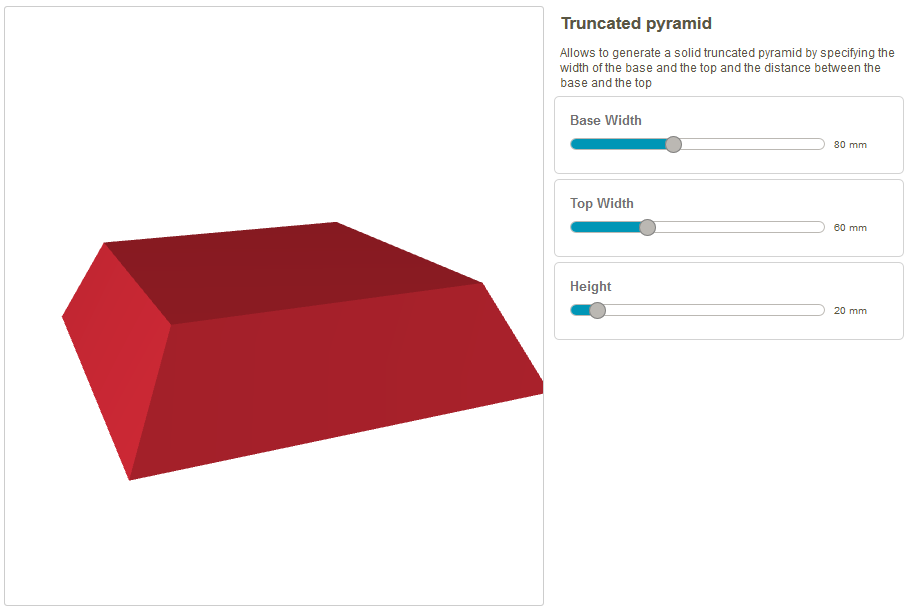 Truncated pyramid
Allows to generate a solid truncated pyramid by specifying the
width of the base and the top and the distance between the
base and the top
Base Width
80 mm
Top Width
60 mm
Height
20 mm